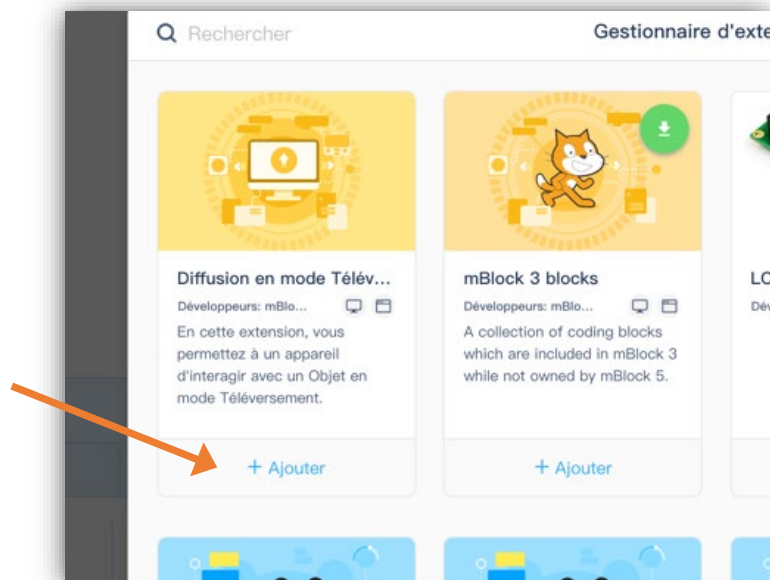 Rechercher
Gestionnaire d'exte
Diffusion en mode Télév...
Développeurs: mBlo...
En cette extension, vous
permettez à un appareil
d'interagir avec un Objet en
mode Téléversement.
+ Ajouter
mBlock 3 blocks
Développeurs: mBlo...
A collection of coding blocks
which are included in mBlock 3
while not owned by mBlock 5.
+ Ajouter
LC
Dév